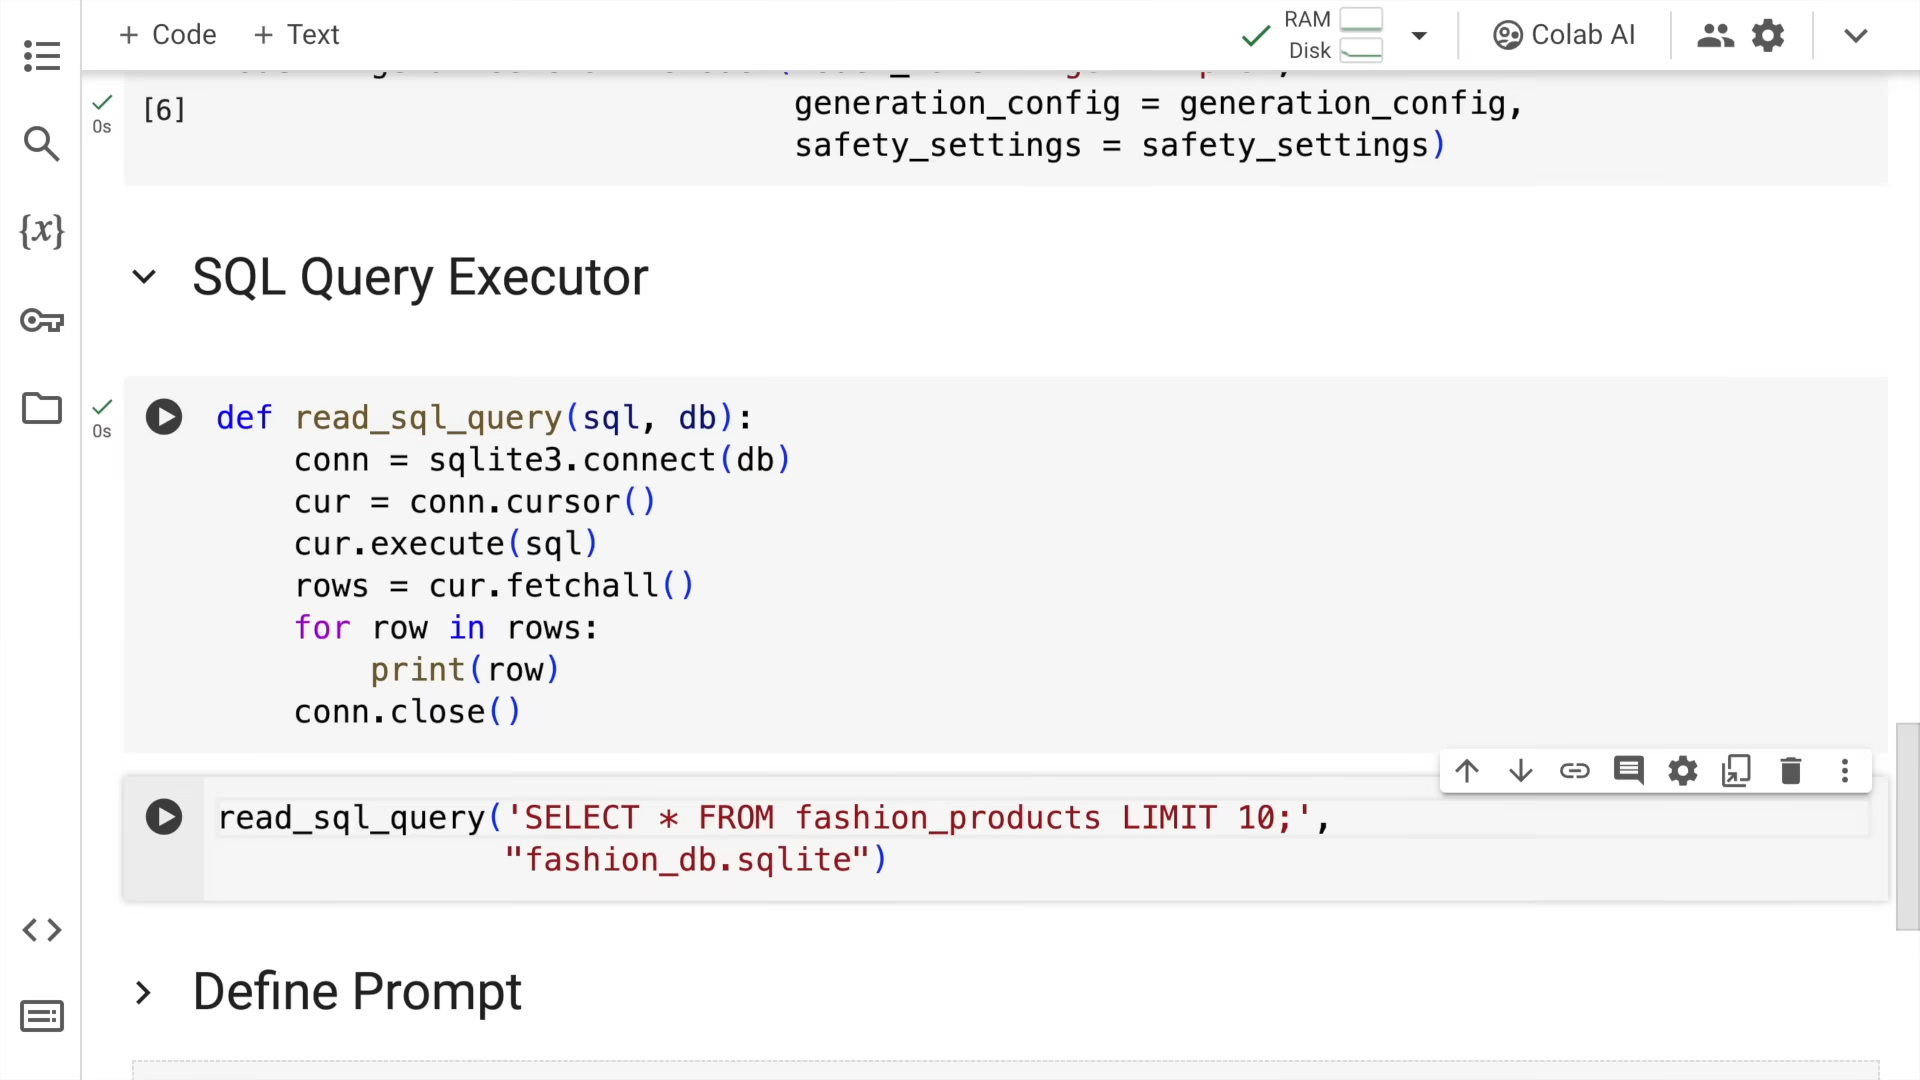 + Code + Text
RAM
Disk
Colab AI
{x}
0s
[6]
generation_config = generation_config,
safety_settings = safety_settings)
SQL Query Executor
0s
def read_sql_query(sql, db):
conn = sqlite3.connect(db)
cur = conn.cursor()
cur.execute(sql)
rows = cur.fetchall()
for row in rows:
print(row)
conn.close()
read_sql_query('SELECT * FROM fashion_products LIMIT 10;',
"fashion_db.sqlite")
Define Prompt